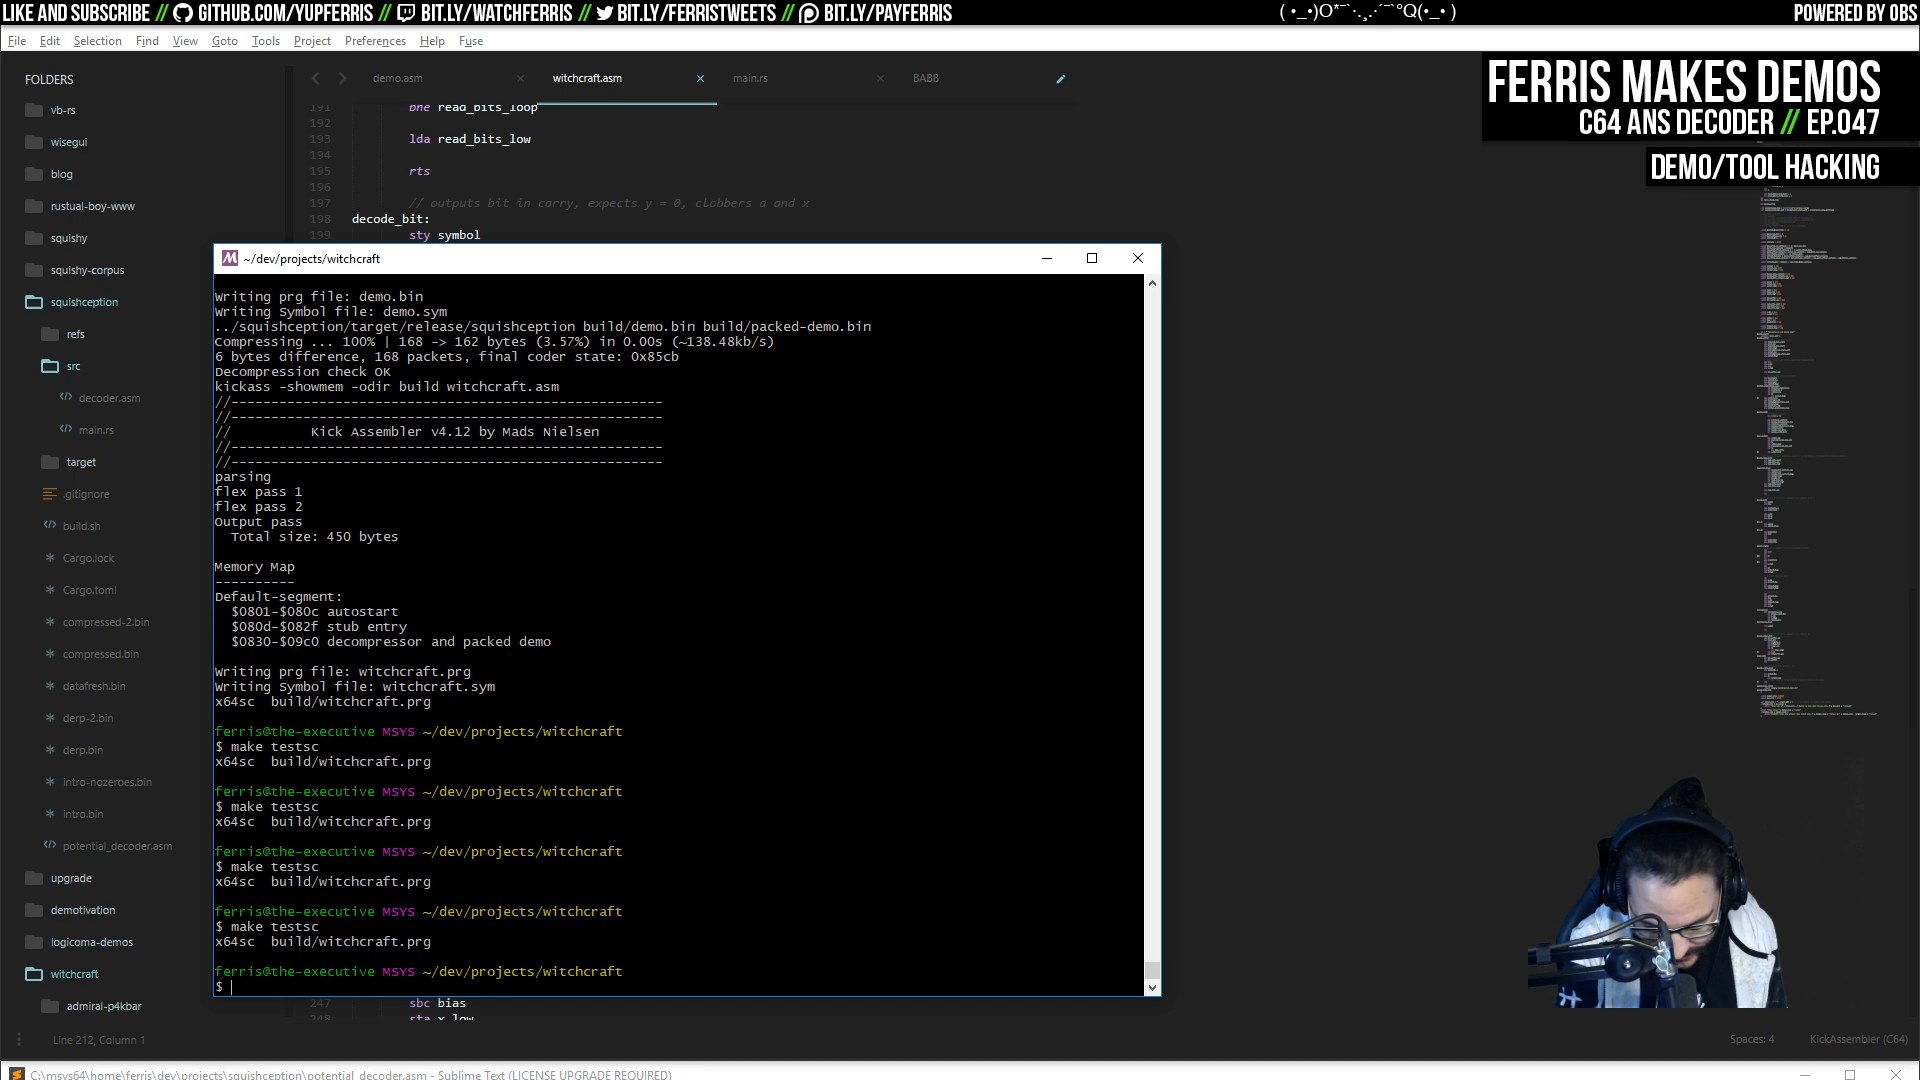 LIKE AND SUBSCRIBE // GITHUB.COM/YUPFERRIS // BIT.LY/WATCHFERRIS // BIT.LY/FERRISTWEETS // BIT.LY/PAYFERRIS
POWERED BY OBS
File Edit Selection Find View Goto Tools Project Preferences Help Fuse
FERRIS MAKES DEMOS
C64 ANS DECODER // EP.047
DEMO/TOOL HACKING
FOLDERS
vb-rs
wisegui
blog
rustual-boy-www
squishy
squishy-corpus
squishception
refs
src
decoder.asm
main.rs
target
.gitignore
build.sh
Cargo.lock
Cargo.toml
compressed-2.bin
compressed.bin
datafresh.bin
derp-2.bin
derp.bin
intro-nozeroes.bin
intro.bin
potential_decoder.asm
upgrade
demotivation
logicoma-demos
witchcraft
admiral-p4kbar
demo.asm witchcraft.asm main.rs BABB
191 bne read_bits_loop
192
193 lda read_bits_low
194
195 rts
196
197 // outputs bit in carry, expects y = 0, clobbers a and x
198 decode_bit:
199 sty symbol
~/dev/projects/witchcraft
Writing prg file: demo.bin
Writing Symbol file: demo.sym
../squishception/target/release/squishception build/demo.bin build/packed-demo.bin
Compressing ... 100% | 168 -> 162 bytes (3.57%) in 0.00s (~138.48kb/s)
6 bytes difference, 168 packets, final coder state: 0x85cb
Decompression check OK
kickass -showmem -odir build witchcraft.asm
//------------------------------------------------------
//------------------------------------------------------
// Kick Assembler v4.12 by Mads Nielsen
//------------------------------------------------------
//------------------------------------------------------
parsing
flex pass 1
flex pass 2
Output pass
Total size: 450 bytes
Memory Map
----------
Default-segment:
$0801-$080c autostart
$080d-$082f stub entry
$0830-$09c0 decompressor and packed demo
Writing prg file: witchcraft.prg
Writing Symbol file: witchcraft.sym
x64sc build/witchcraft.prg
ferris@the-executive MSYS ~/dev/projects/witchcraft
$ make testsc
x64sc build/witchcraft.prg
ferris@the-executive MSYS ~/dev/projects/witchcraft
$ make testsc
x64sc build/witchcraft.prg
ferris@the-executive MSYS ~/dev/projects/witchcraft
$ make testsc
x64sc build/witchcraft.prg
ferris@the-executive MSYS ~/dev/projects/witchcraft
$ make testsc
x64sc build/witchcraft.prg
ferris@the-executive MSYS ~/dev/projects/witchcraft
$
247 sbc bias
248 sta x_low
Line 212, Column 1
Spaces: 4 KickAssembler (C64)
C:\msys64\home\ferris\dev\projects\squishception\potential_decoder.asm - Sublime Text (LICENSE UPGRADE REQUIRED)